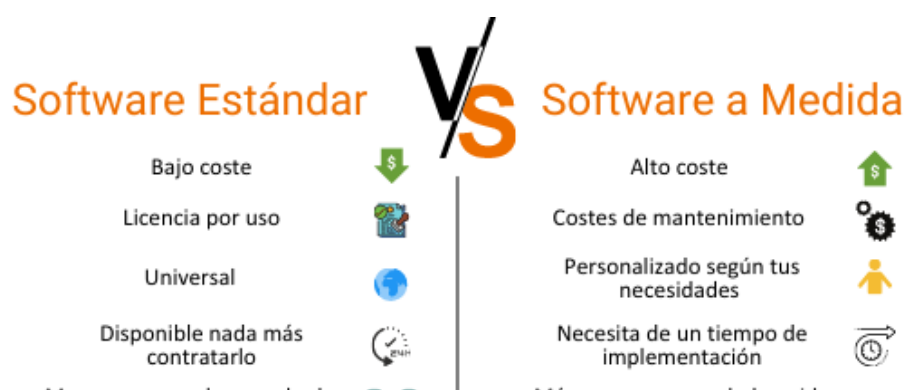 Software Estándar
VS
Software a Medida
Bajo coste
$
Alto coste
$
Licencia por uso
Costes de mantenimiento
$
Universal
Personalizado según tus
necesidades
Disponible nada más
contratarlo
24H
Necesita de un tiempo de
implementación